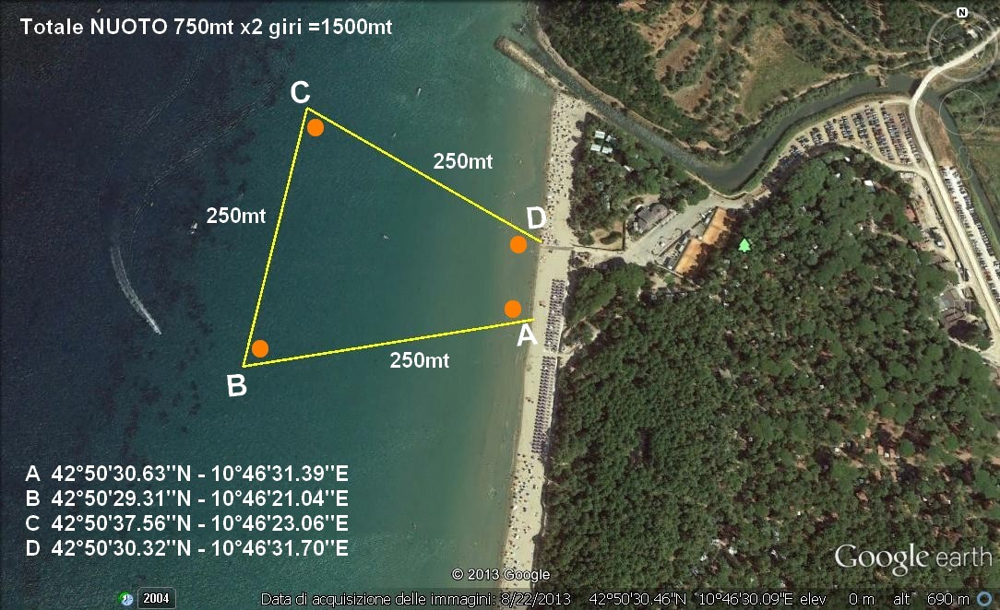 Totale NUOTO 750mt x2 giri =1500mt
N
C
250mt
250mt
D
A
250mt
B
A 42°50'30.63''N - 10°46'31.39''E
B 42°50'29.31''N - 10°46'21.04''E
C 42°50'37.56''N - 10°46'23.06''E
D 42°50'30.32''N - 10°46'31.70''E
Google earth
© 2013 Google
2004 Data di acquisizione delle immagini: 8/22/2013 42°50'30.46"N 10°46'30.09"E elev 0 m alt 690 m